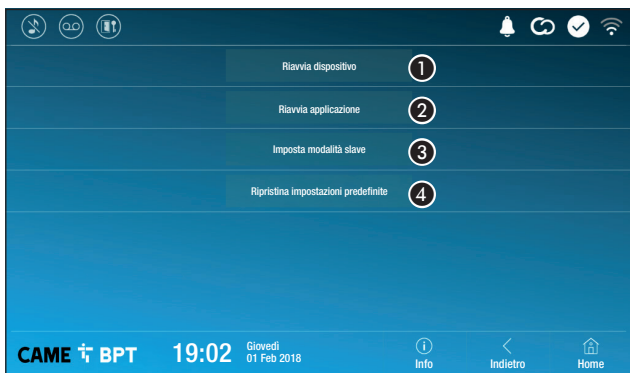 Riavvia dispositivo
1
Riavvia applicazione
2
Imposta modalità slave
3
Ripristina impostazioni predefinite
4
CAME BPT
19:02
Giovedì
01 Feb 2018
Info
Indietro
Home